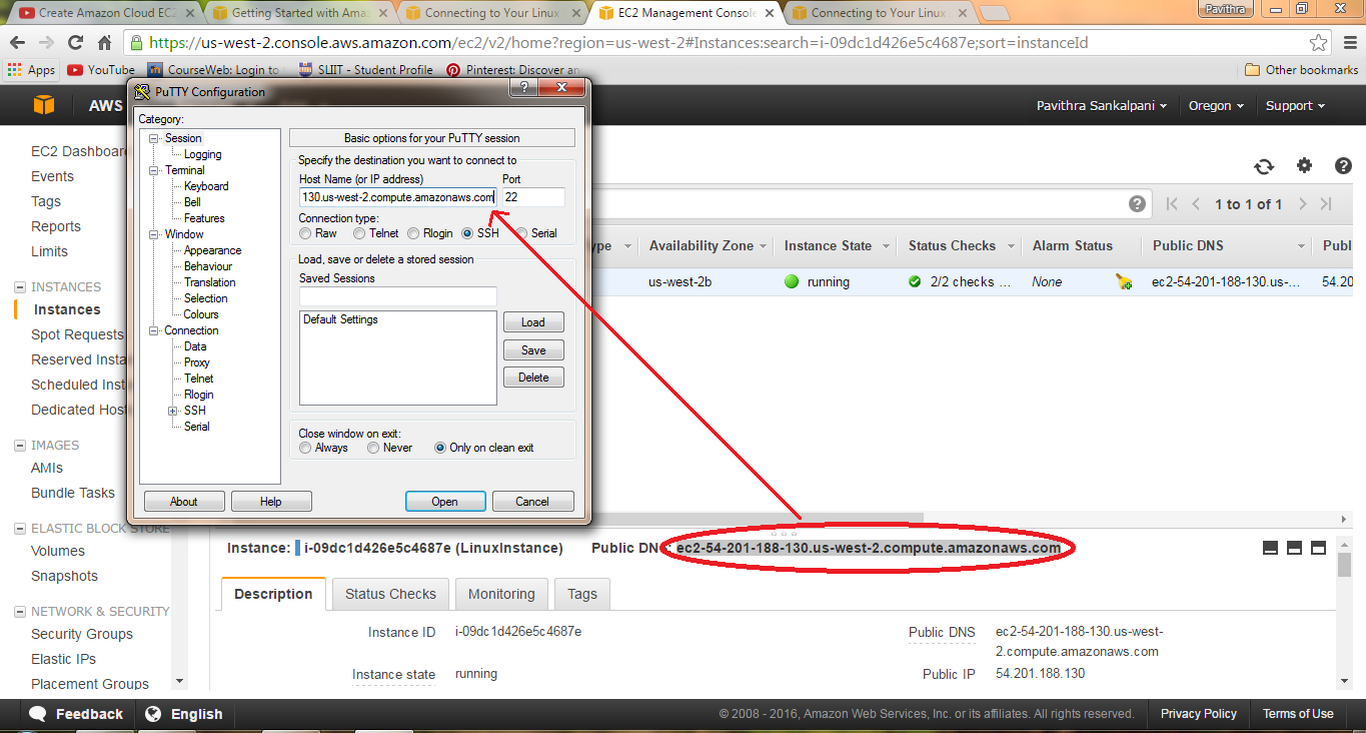 Create Amazon Cloud EC2
Getting Started with Amaz
Connecting to Your Linux
EC2 Management Console
Connecting to Your Linux
Pavithra
https://us-west-2.console.aws.amazon.com/ec2/v2/home?region=us-west-2#Instances:search=i-09dc1d426e5c4687e;sort=instanceId
Apps
YouTube
CourseWeb: Login to
SLIIT - Student Profile
Pinterest: Discover an
Other bookmarks
AWS
Pavithra Sankalpani
Oregon
Support
EC2 Dashboar
Events
Tags
Reports
Limits
INSTANCES
Instances
Spot Requests
Reserved Insta
Scheduled Inst
Dedicated Host
IMAGES
AMIs
Bundle Tasks
ELASTIC BLOCK STORE
Volumes
Snapshots
NETWORK & SECURITY
Security Groups
Elastic IPs
Placement Groups
PuTTY Configuration
?
Category:
Session
Logging
Terminal
Keyboard
Bell
Features
Window
Appearance
Behaviour
Translation
Selection
Colours
Connection
Data
Proxy
Telnet
Rlogin
SSH
Serial
Basic options for your PuTTY session
Specify the destination you want to connect to
Host Name (or IP address) Port
130.us-west-2.compute.amazonaws.com 22
Connection type:
Raw Telnet Rlogin SSH Serial
Load, save or delete a stored session
Saved Sessions
Default Settings
Load
Save
Delete
Close window on exit:
Always Never Only on clean exit
About Help Open Cancel
1 to 1 of 1
ype Availability Zone Instance State Status Checks Alarm Status Public DNS Publ
us-west-2b running 2/2 checks ... None ec2-54-201-188-130.us-... 54.20
Instance: i-09dc1d426e5c4687e (LinuxInstance) Public DNS: ec2-54-201-188-130.us-west-2.compute.amazonaws.com
Description Status Checks Monitoring Tags
Instance ID i-09dc1d426e5c4687e Public DNS ec2-54-201-188-130.us-west-
2.compute.amazonaws.com
Instance state running Public IP 54.201.188.130
Feedback English © 2008 - 2016, Amazon Web Services, Inc. or its affiliates. All rights reserved. Privacy Policy Terms of Use